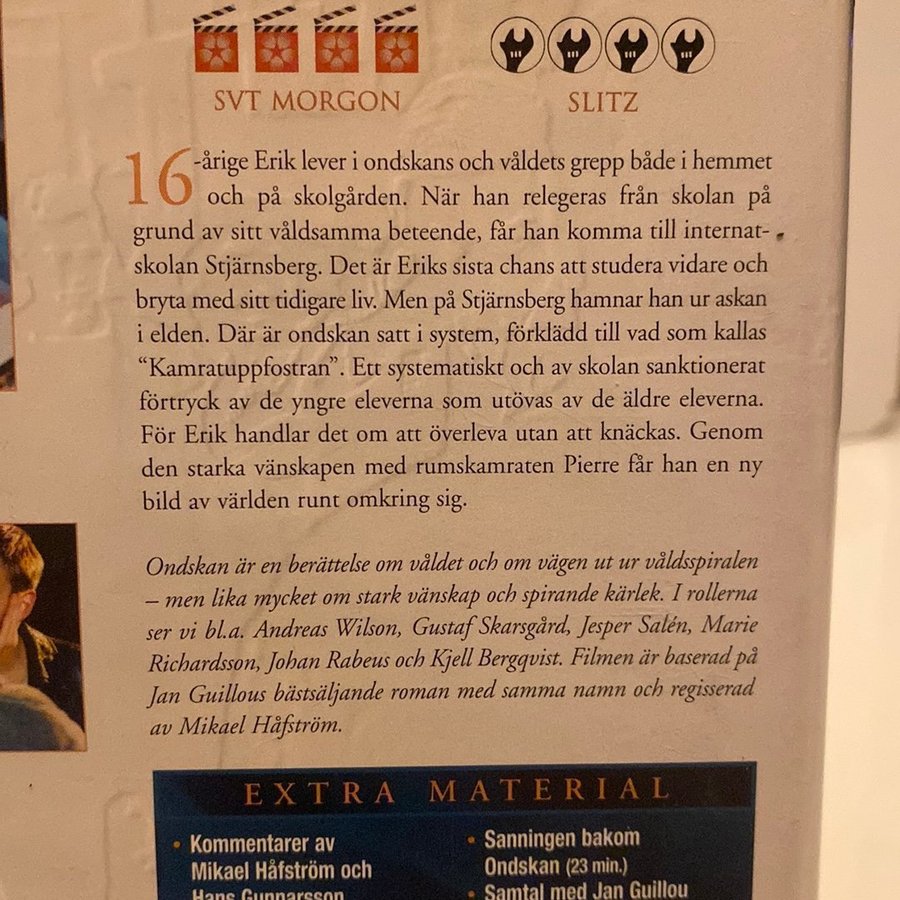 SVT MORGON
SLITZ
16-årige Erik lever i ondskans och våldets grepp både i hemmet
och på skolgården. När han relegeras från skolan på
grund av sitt våldsamma beteende, får han komma till internat-
skolan Stjärnsberg. Det är Eriks sista chans att studera vidare och
bryta med sitt tidigare liv. Men på Stjärnsberg hamnar han ur askan
i elden. Där är ondskan satt i system, förklädd till vad som kallas
“Kamratuppfostran”. Ett systematiskt och av skolan sanktionerat
förtryck av de yngre eleverna som utövas av de äldre eleverna.
För Erik handlar det om att överleva utan att knäckas. Genom
den starka vänskapen med rumskamraten Pierre får han en ny
bild av världen runt omkring sig.
Ondskan är en berättelse om våldet och om vägen ut ur våldsspiralen
– men lika mycket om stark vänskap och spirande kärlek. I rollerna
ser vi bl.a. Andreas Wilson, Gustaf Skarsgård, Jesper Salén, Marie
Richardsson, Johan Rabeus och Kjell Bergqvist. Filmen är baserad på
Jan Guillous bästsäljande roman med samma namn och regisserad
av Mikael Håfström.
EXTRA MATERIAL
• Kommentarer av
Mikael Håfström och
Hans Gunnarsson
• Sanningen bakom
Ondskan (23 min.)
• Samtal med Jan Guillou